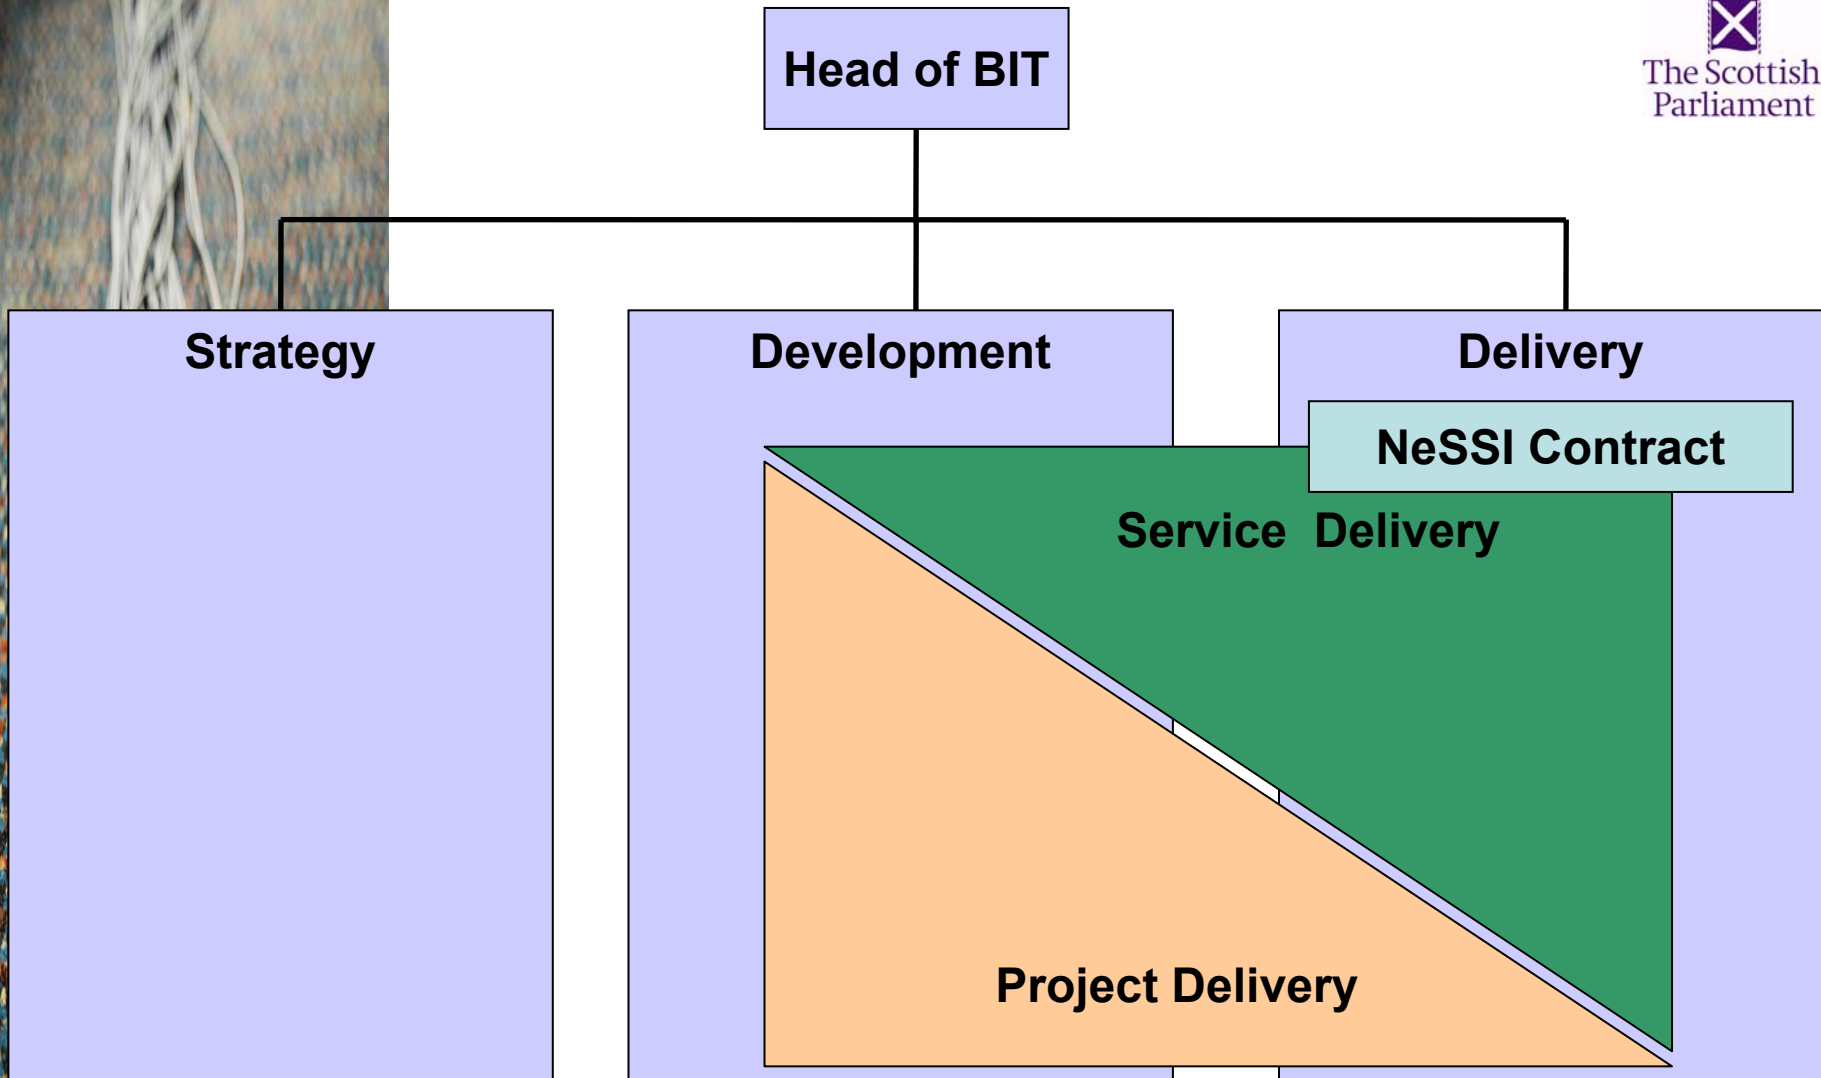 Head of BIT
The Scottish
Parliament
Strategy
Development
Delivery
NeSSI Contract
Service Delivery
Project Delivery